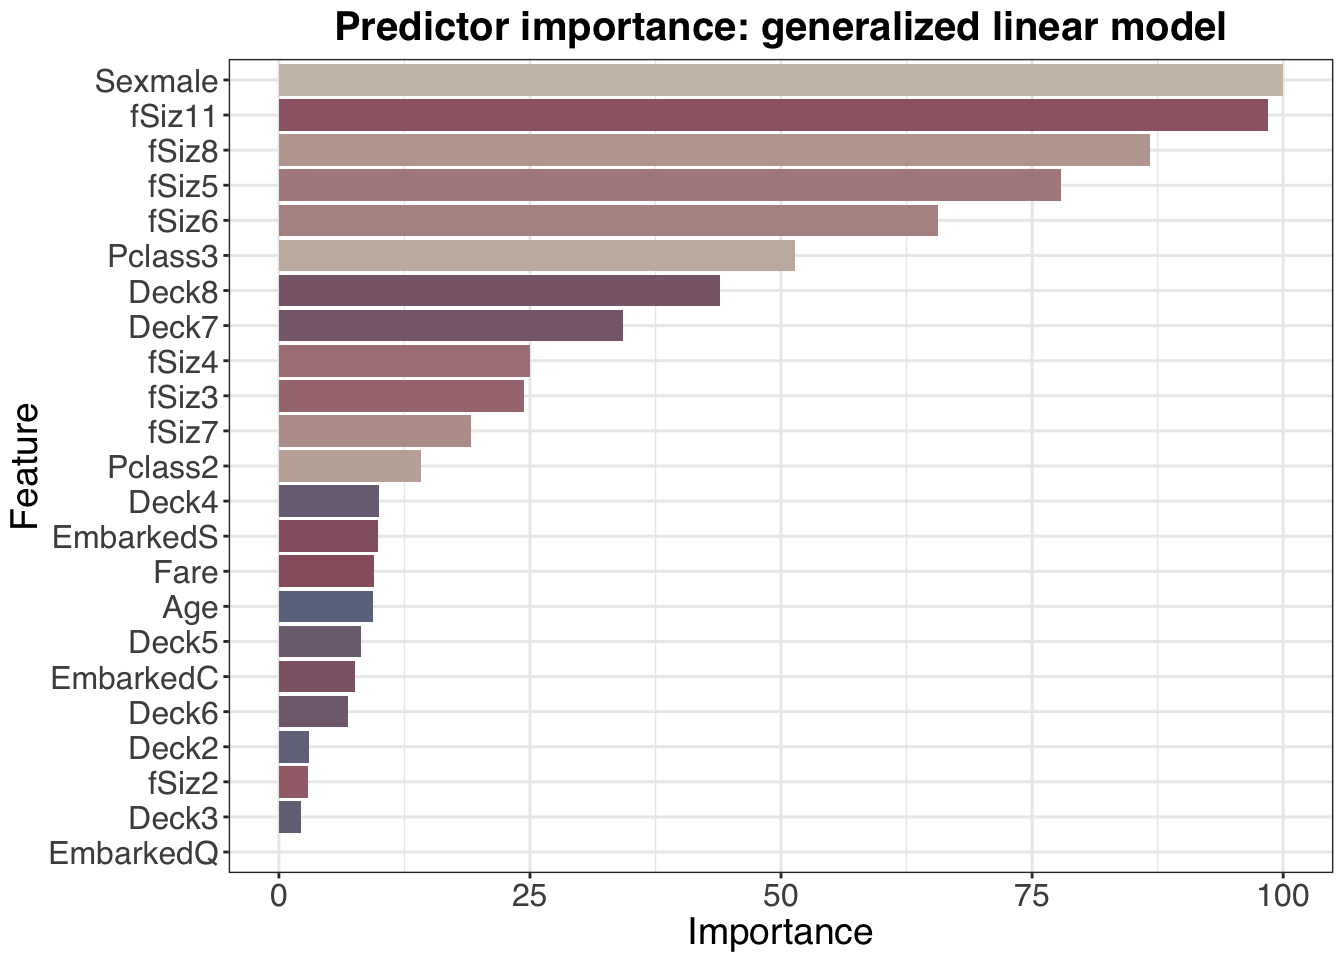 Predictor importance: generalized linear model
Sexmale
fSiz11
fSiz8
fSiz5
fSiz6
Pclass3
Deck8
Deck7
fSiz4
fSiz3
fSiz7
Pclass2
Deck4
EmbarkedS
Fare
Age
Deck5
EmbarkedC
Deck6
Deck2
fSiz2
Deck3
EmbarkedQ
Feature
0 25 50 75 100
Importance